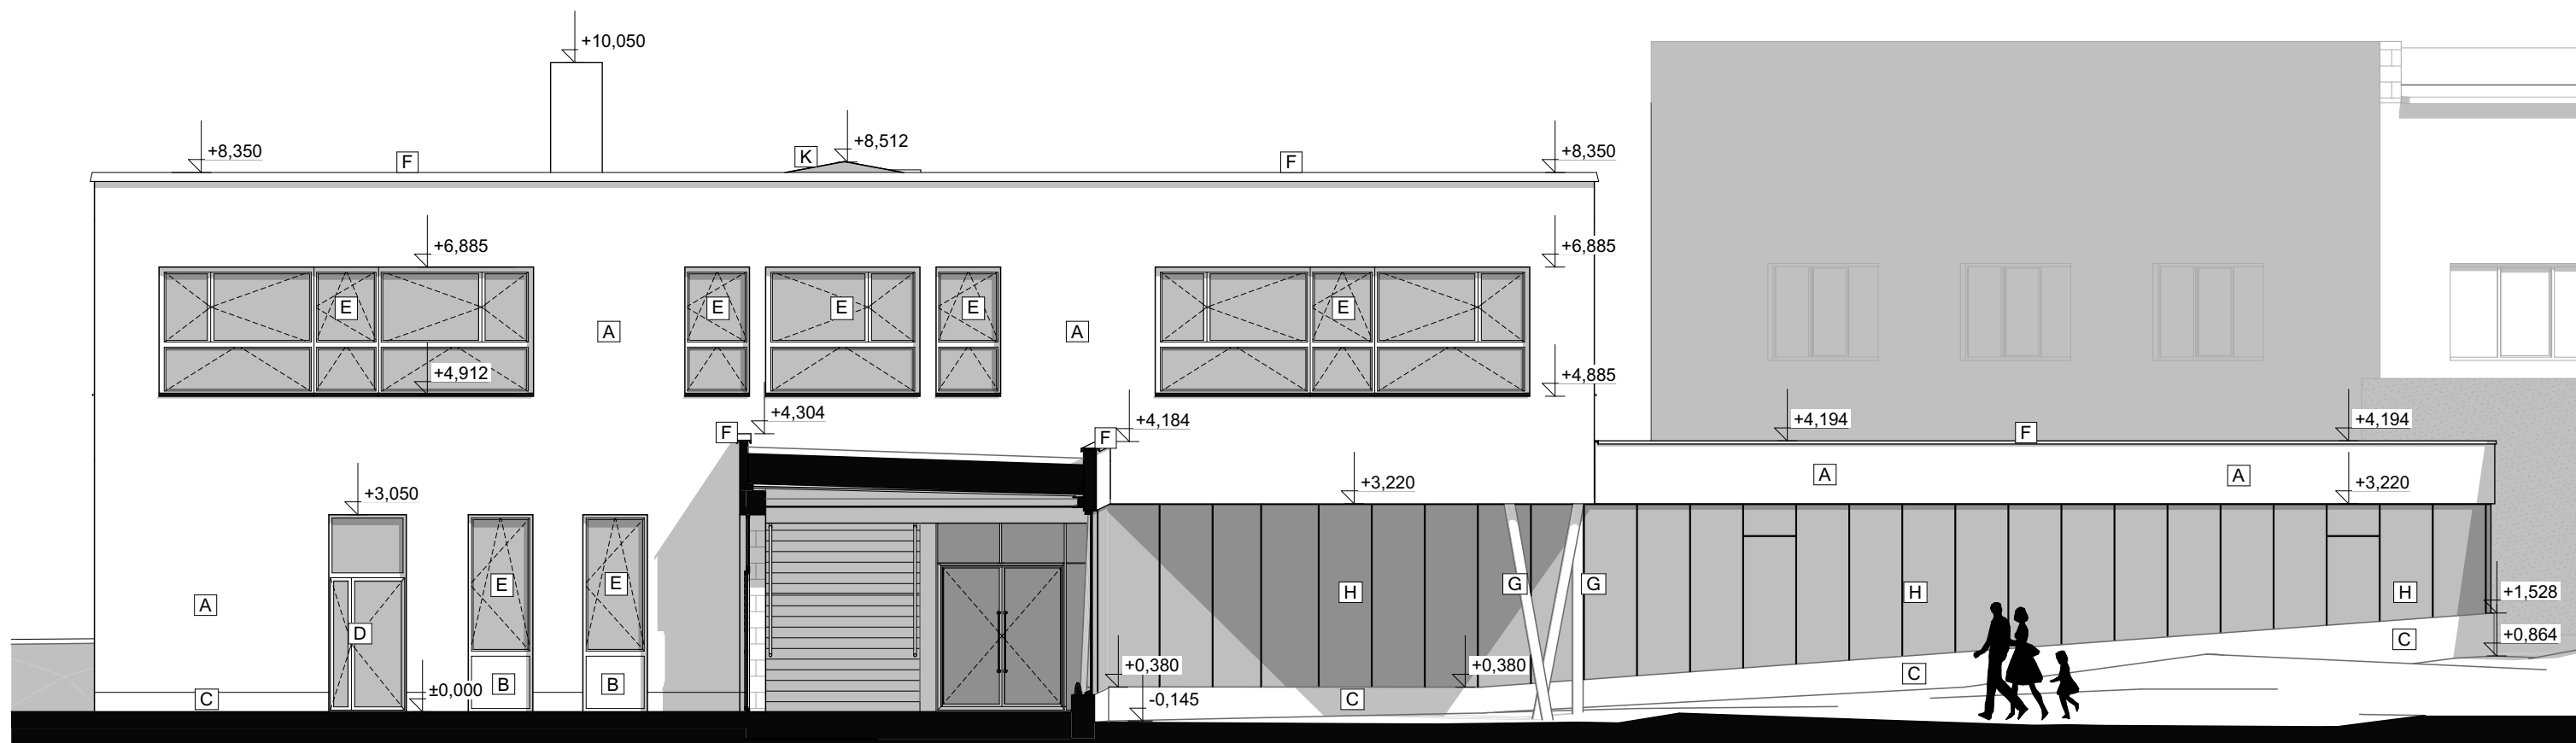 +10,050
+8,350
F
K
+8,512
F
+8,350
+6,885
+6,885
E
E
E
E
E
A
A
+4,912
+4,885
+4,304
+4,184
+4,194
+4,194
F
F
F
A
A
+3,050
+3,220
+3,220
E
E
G
G
H
H
H
+1,528
A
D
C
+0,864
+0,380
+0,380
±0,000
B
B
C
C
C
-0,145